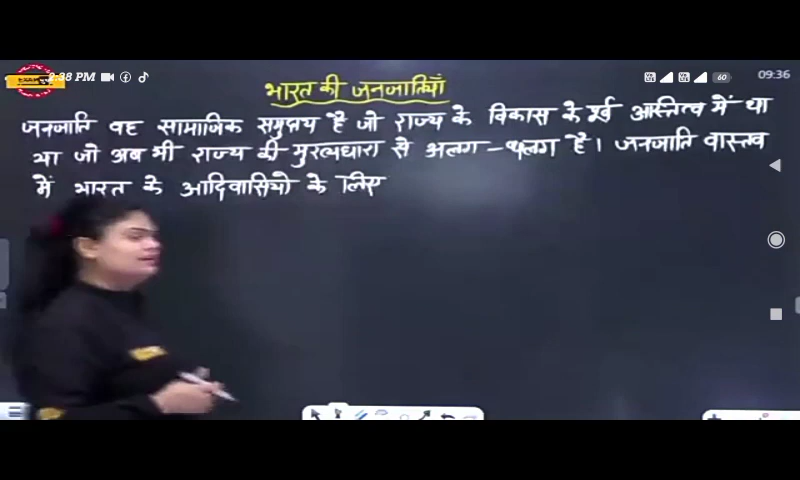 2:38 PM
60
09:36
भारत की जनजातियाँ
जनजाति वह सामाजिक समुदाय है जो राज्य के विकास के पूर्व अस्तित्व में था
या जो अब भी राज्य की मुख्यधारा से अलग-थलग है। जनजाति वास्तव
में भारत के आदिवासियो के लिए